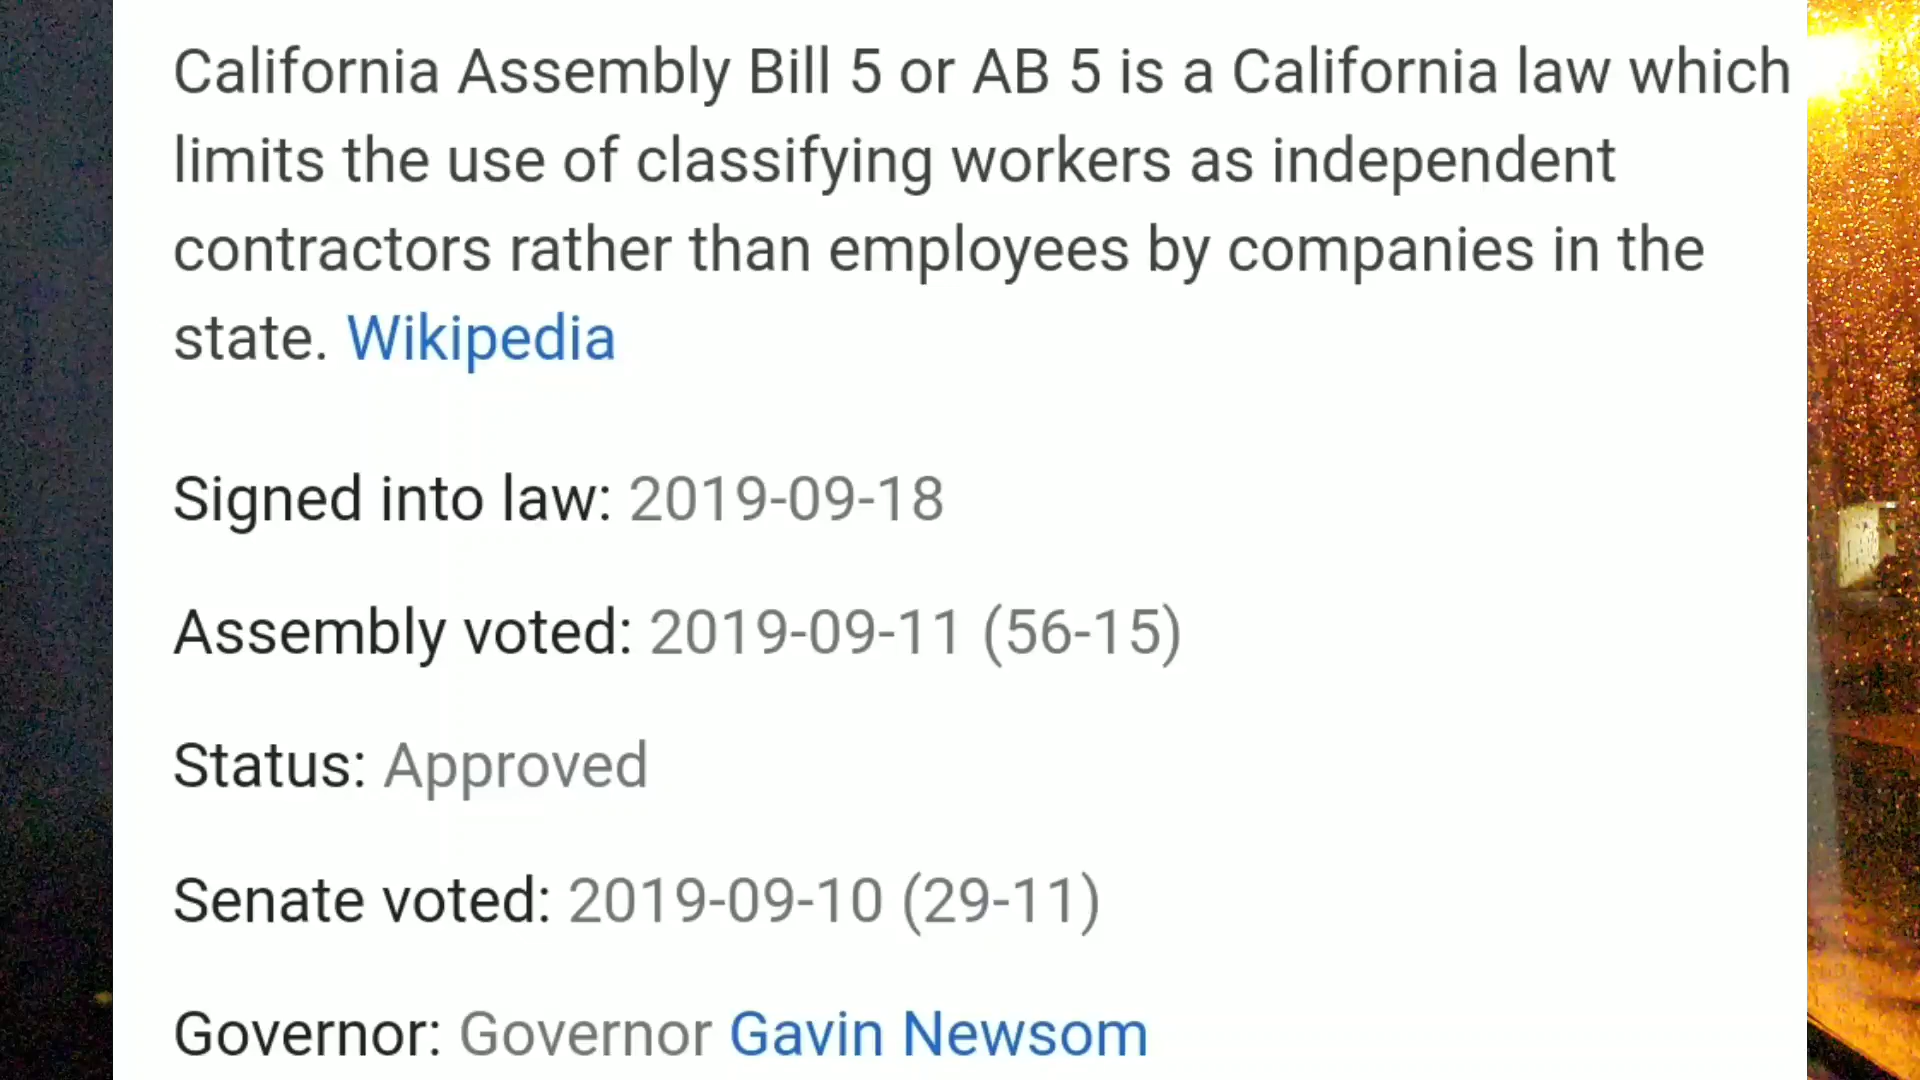 California Assembly Bill 5 or AB 5 is a California law which
limits the use of classifying workers as independent
contractors rather than employees by companies in the
state. Wikipedia
Signed into law: 2019-09-18
Assembly voted: 2019-09-11 (56-15)
Status: Approved
Senate voted: 2019-09-10 (29-11)
Governor: Governor Gavin Newsom